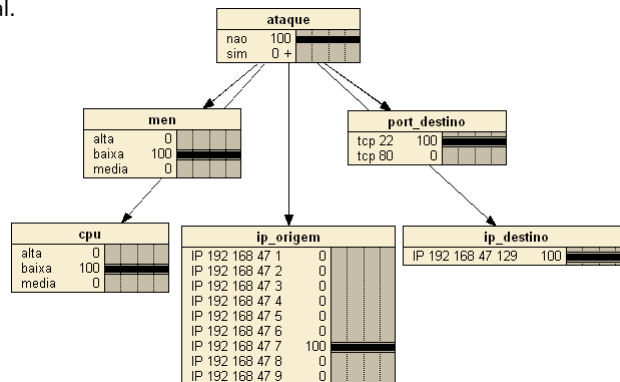 al.
ataque
nao 100
sim 0 +
men
alta 0
baixa 100
media 0
port_destino
tcp 22 100
tcp 80 0
cpu
alta 0
baixa 100
media 0
ip_origem
IP 192 168 47 1 0
IP 192 168 47 2 0
IP 192 168 47 3 0
IP 192 168 47 4 0
IP 192 168 47 5 0
IP 192 168 47 6 0
IP 192 168 47 7 100
IP 192 168 47 8 0
IP 192 168 47 9 0
ip_destino
IP 192 168 47 129 100